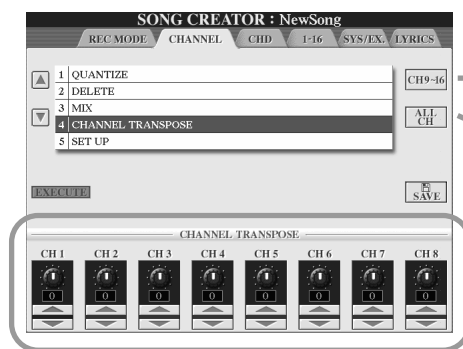 SONG CREATOR : NewSong
REC MODE CHANNEL CHD 1-16 SYS/EX. LYRICS
1 QUANTIZE
2 DELETE
3 MIX
4 CHANNEL TRANSPOSE
5 SET UP
CH9~16
ALL CH
EXECUTE
SAVE
CHANNEL TRANSPOSE
CH 1 CH 2 CH 3 CH 4 CH 5 CH 6 CH 7 CH 8
0 0 0 0 0 0 0 0